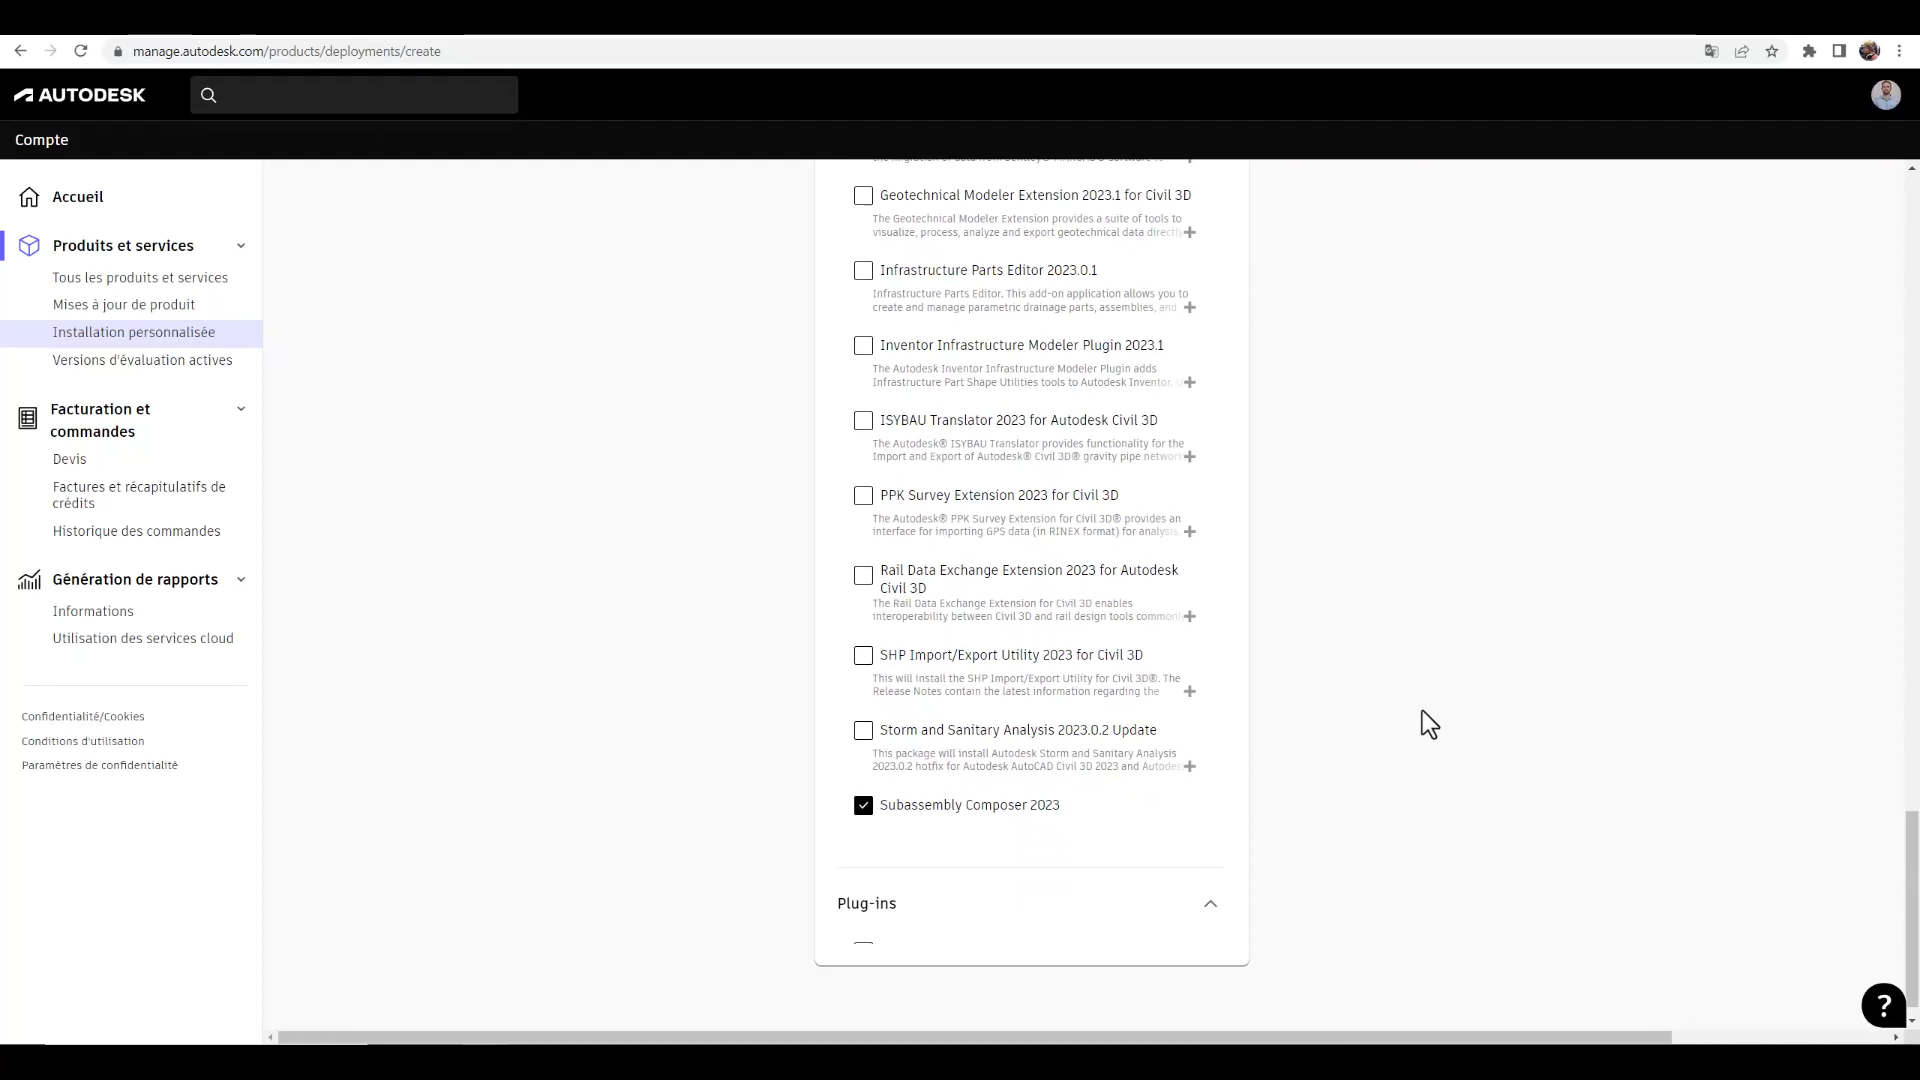 manage.autodesk.com/products/deployments/create
AUTODESK
Compte
Accueil
Produits et services
Tous les produits et services
Mises à jour de produit
Installation personnalisée
Versions d'évaluation actives
Facturation et
commandes
Devis
Factures et récapitulatifs de
crédits
Historique des commandes
Génération de rapports
Informations
Utilisation des services cloud
Confidentialité/Cookies
Conditions d'utilisation
Paramètres de confidentialité
Geotechnical Modeler Extension 2023.1 for Civil 3D
The Geotechnical Modeler Extension provides a suite of tools to
visualize, process, analyze and export geotechnical data directly
Infrastructure Parts Editor 2023.0.1
Infrastructure Parts Editor. This add-on application allows you to
create and manage parametric drainage parts, assemblies, and
Inventor Infrastructure Modeler Plugin 2023.1
The Autodesk Inventor Infrastructure Modeler Plugin adds
Infrastructure Part Shape Utilities tools to Autodesk Inventor.
ISYBAU Translator 2023 for Autodesk Civil 3D
The Autodesk® ISYBAU Translator provides functionality for the
Import and Export of Autodesk® Civil 3D® gravity pipe network
PPK Survey Extension 2023 for Civil 3D
The Autodesk® PPK Survey Extension for Civil 3D® provides an
interface for importing GPS data (in RINEX format) for analysis,
Rail Data Exchange Extension 2023 for Autodesk
Civil 3D
The Rail Data Exchange Extension for Civil 3D enables
interoperability between Civil 3D and rail design tools common
SHP Import/Export Utility 2023 for Civil 3D
This will install the SHP Import/Export Utility for Civil 3D®. The
Release Notes contain the latest information regarding the
Storm and Sanitary Analysis 2023.0.2 Update
This package will install Autodesk Storm and Sanitary Analysis
2023.0.2 hotfix for Autodesk AutoCAD Civil 3D 2023 and Autodes
Subassembly Composer 2023
Plug-ins
?